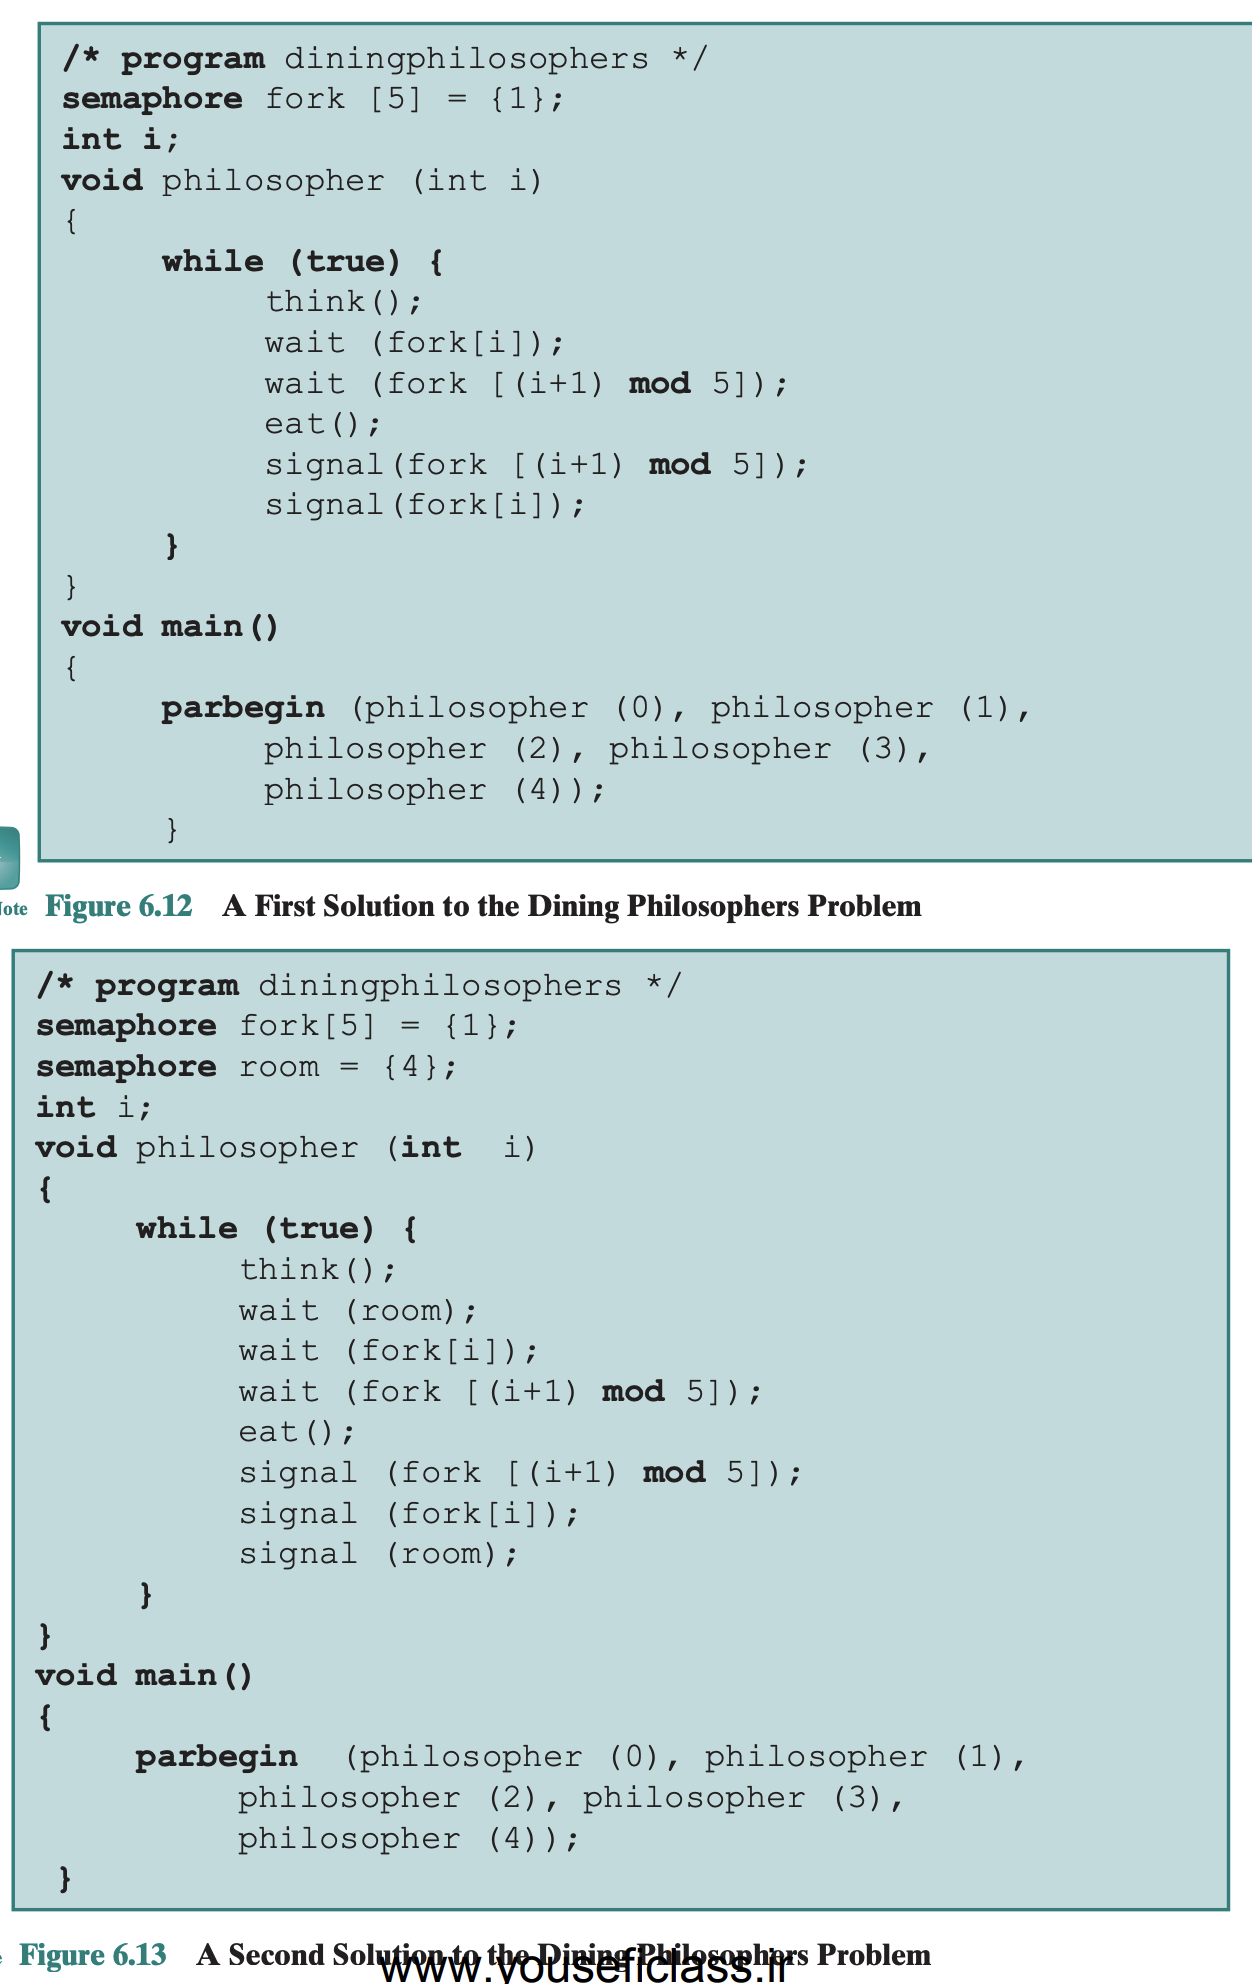 /* program diningphilosophers */
semaphore fork [5] = {1};
int i;
void philosopher (int i)
{
while (true) {
think();
wait (fork[i]);
wait (fork [(i+1) mod 5]);
eat();
signal(fork [(i+1) mod 5]);
signal(fork[i]);
}
}
void main()
{
parbegin (philosopher (0), philosopher (1),
philosopher (2), philosopher (3),
philosopher (4));
}
Figure 6.12 A First Solution to the Dining Philosophers Problem
/* program diningphilosophers */
semaphore fork[5] = {1};
semaphore room = {4};
int i;
void philosopher (int i)
{
while (true) {
think();
wait (room);
wait (fork[i]);
wait (fork [(i+1) mod 5]);
eat();
signal (fork [(i+1) mod 5]);
signal (fork[i]);
signal (room);
}
}
void main()
{
parbegin (philosopher (0), philosopher (1),
philosopher (2), philosopher (3),
philosopher (4));
}
Figure 6.13 A Second Solution to the Dining Philosophers Problem
www.youseficlass.ir